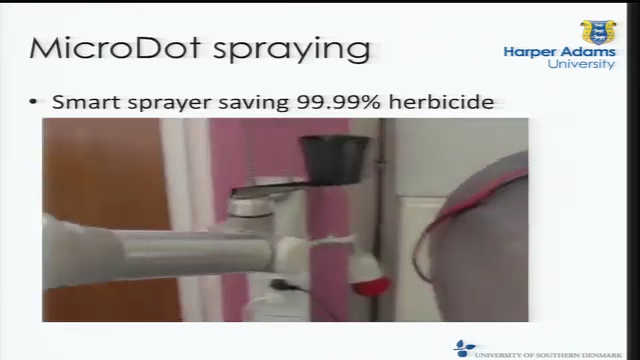 MicroDot spraying
Harper Adams
University
• Smart sprayer saving 99.99% herbicide
UNIVERSITY OF SOUTHERN DENMARK